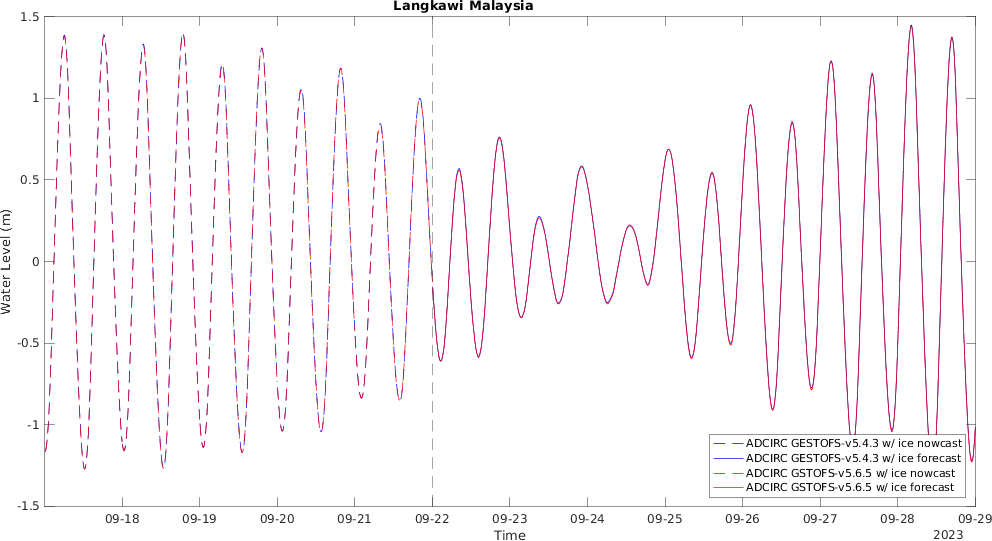 Langkawi Malaysia
1.5
1
0.5
0
-0.5
-1
-1.5
Water Level (m)
ADCIRC GESTOFS-v5.4.3 w/ ice nowcast
ADCIRC GESTOFS-v5.4.3 w/ ice forecast
ADCIRC GSTOFS-v5.6.5 w/ ice nowcast
ADCIRC GSTOFS-v5.6.5 w/ ice forecast
09-18 09-19 09-20 09-21 09-22 09-23 09-24 09-25 09-26 09-27 09-28 09-29
Time
2023